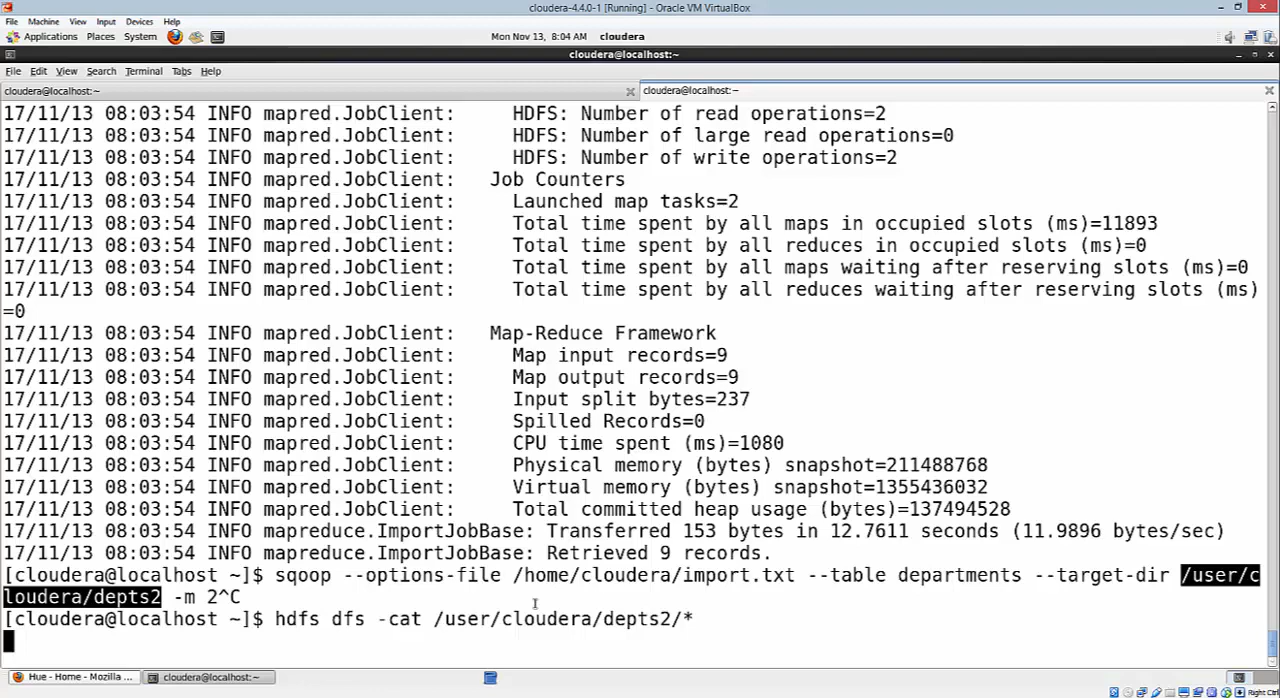 cloudera-4.4.0-1 [Running] - Oracle VM VirtualBox
File Machine View Input Devices Help
Applications Places System Mon Nov 13, 8:04 AM cloudera
cloudera@localhost:~
File Edit View Search Terminal Tabs Help
cloudera@localhost:~ cloudera@localhost:~
17/11/13 08:03:54 INFO mapred.JobClient: HDFS: Number of read operations=2
17/11/13 08:03:54 INFO mapred.JobClient: HDFS: Number of large read operations=0
17/11/13 08:03:54 INFO mapred.JobClient: HDFS: Number of write operations=2
17/11/13 08:03:54 INFO mapred.JobClient: Job Counters
17/11/13 08:03:54 INFO mapred.JobClient: Launched map tasks=2
17/11/13 08:03:54 INFO mapred.JobClient: Total time spent by all maps in occupied slots (ms)=11893
17/11/13 08:03:54 INFO mapred.JobClient: Total time spent by all reduces in occupied slots (ms)=0
17/11/13 08:03:54 INFO mapred.JobClient: Total time spent by all maps waiting after reserving slots (ms)=0
17/11/13 08:03:54 INFO mapred.JobClient: Total time spent by all reduces waiting after reserving slots (ms)
=0
17/11/13 08:03:54 INFO mapred.JobClient: Map-Reduce Framework
17/11/13 08:03:54 INFO mapred.JobClient: Map input records=9
17/11/13 08:03:54 INFO mapred.JobClient: Map output records=9
17/11/13 08:03:54 INFO mapred.JobClient: Input split bytes=237
17/11/13 08:03:54 INFO mapred.JobClient: Spilled Records=0
17/11/13 08:03:54 INFO mapred.JobClient: CPU time spent (ms)=1080
17/11/13 08:03:54 INFO mapred.JobClient: Physical memory (bytes) snapshot=211488768
17/11/13 08:03:54 INFO mapred.JobClient: Virtual memory (bytes) snapshot=1355436032
17/11/13 08:03:54 INFO mapred.JobClient: Total committed heap usage (bytes)=137494528
17/11/13 08:03:54 INFO mapreduce.ImportJobBase: Transferred 153 bytes in 12.7611 seconds (11.9896 bytes/sec)
17/11/13 08:03:54 INFO mapreduce.ImportJobBase: Retrieved 9 records.
[cloudera@localhost ~]$ sqoop --options-file /home/cloudera/import.txt --table departments --target-dir /user/c
loudera/depts2 -m 2^C
[cloudera@localhost ~]$ hdfs dfs -cat /user/cloudera/depts2/*
Hue - Home - Mozilla ... cloudera@localhost:~
Right Ctrl